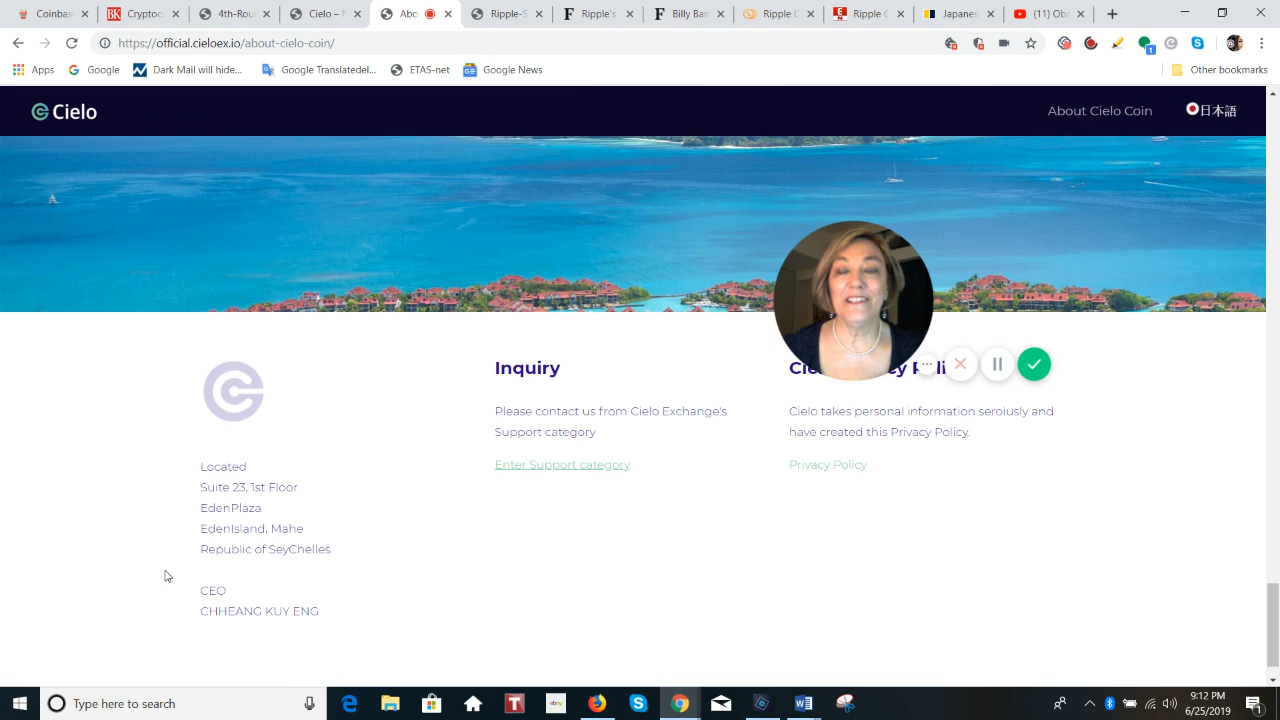 Coinbas
Cryptoc
4th-Rour
Cielo – N
Abo
Ripple-S
Ripple's
Billy Ban
Ripple C
Ripple C
Japanes
(11) Oba
https://official.cieloex.io/about-cielo-coin/
1
Apps
Google
Dark Mail will hide...
Google Translatedel...
ETAS-net
Google News
Other bookmarks
Cielo
About Cielo Coin
日本語
Inquiry
Please contact us from Cielo Exchange's
Support category
Enter Support category
Cielo takes personal information seroiusly and
have created this Privacy Policy.
Privacy Policy
Located
Suite 23, 1st Floor
EdenPlaza
EdenIsland, Mahe
Republic of SeyChelles
CEO
CHHEANG KUY ENG
Type here to search
9:12 PM
6/25/2019